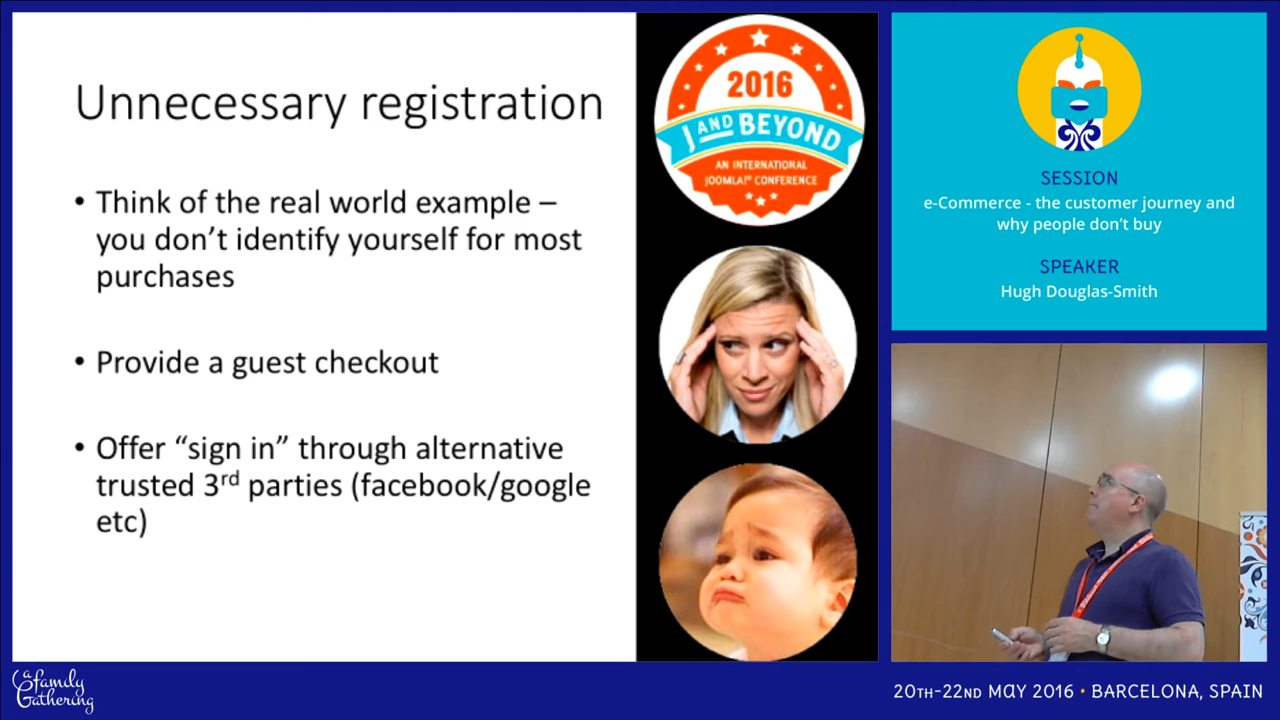 Unnecessary registration
• Think of the real world example –
you don't identify yourself for most
purchases
• Provide a guest checkout
• Offer “sign in” through alternative
trusted 3rd parties (facebook/google
etc)
2016
J AND BEYOND
AN INTERNATIONAL
JOOMLA!® CONFERENCE
SESSION
e-Commerce - the customer journey and
why people don't buy
SPEAKER
Hugh Douglas-Smith
a
family
Gathering
20TH-22ND MAY 2016 • BARCELONA, SPAIN